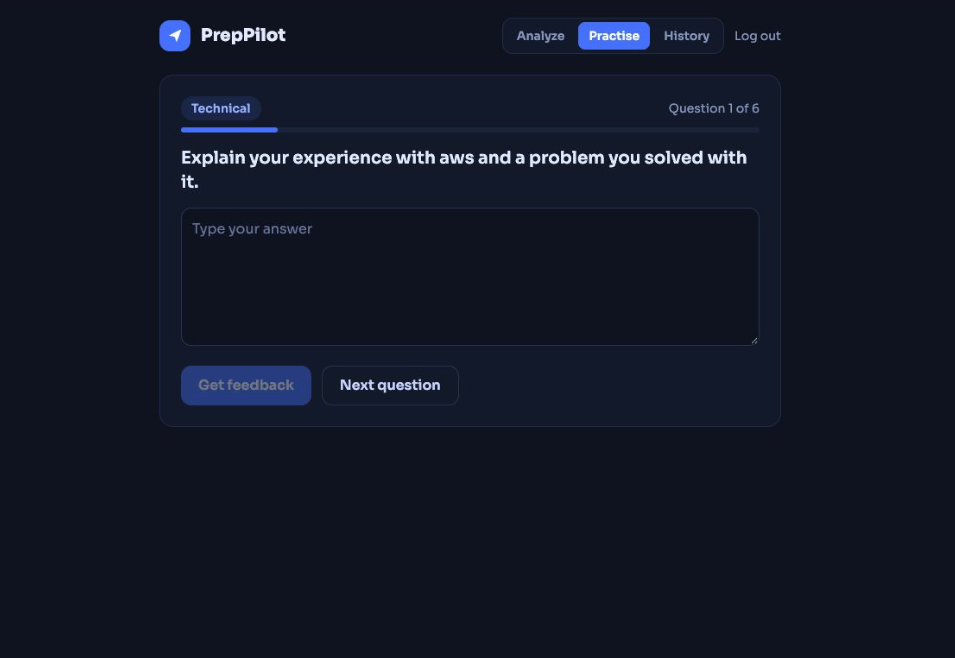 PrepPilot
Analyze
Practise
History
Log out
Technical
Question 1 of 6
Explain your experience with aws and a problem you solved with
it.
Type your answer
Get feedback
Next question